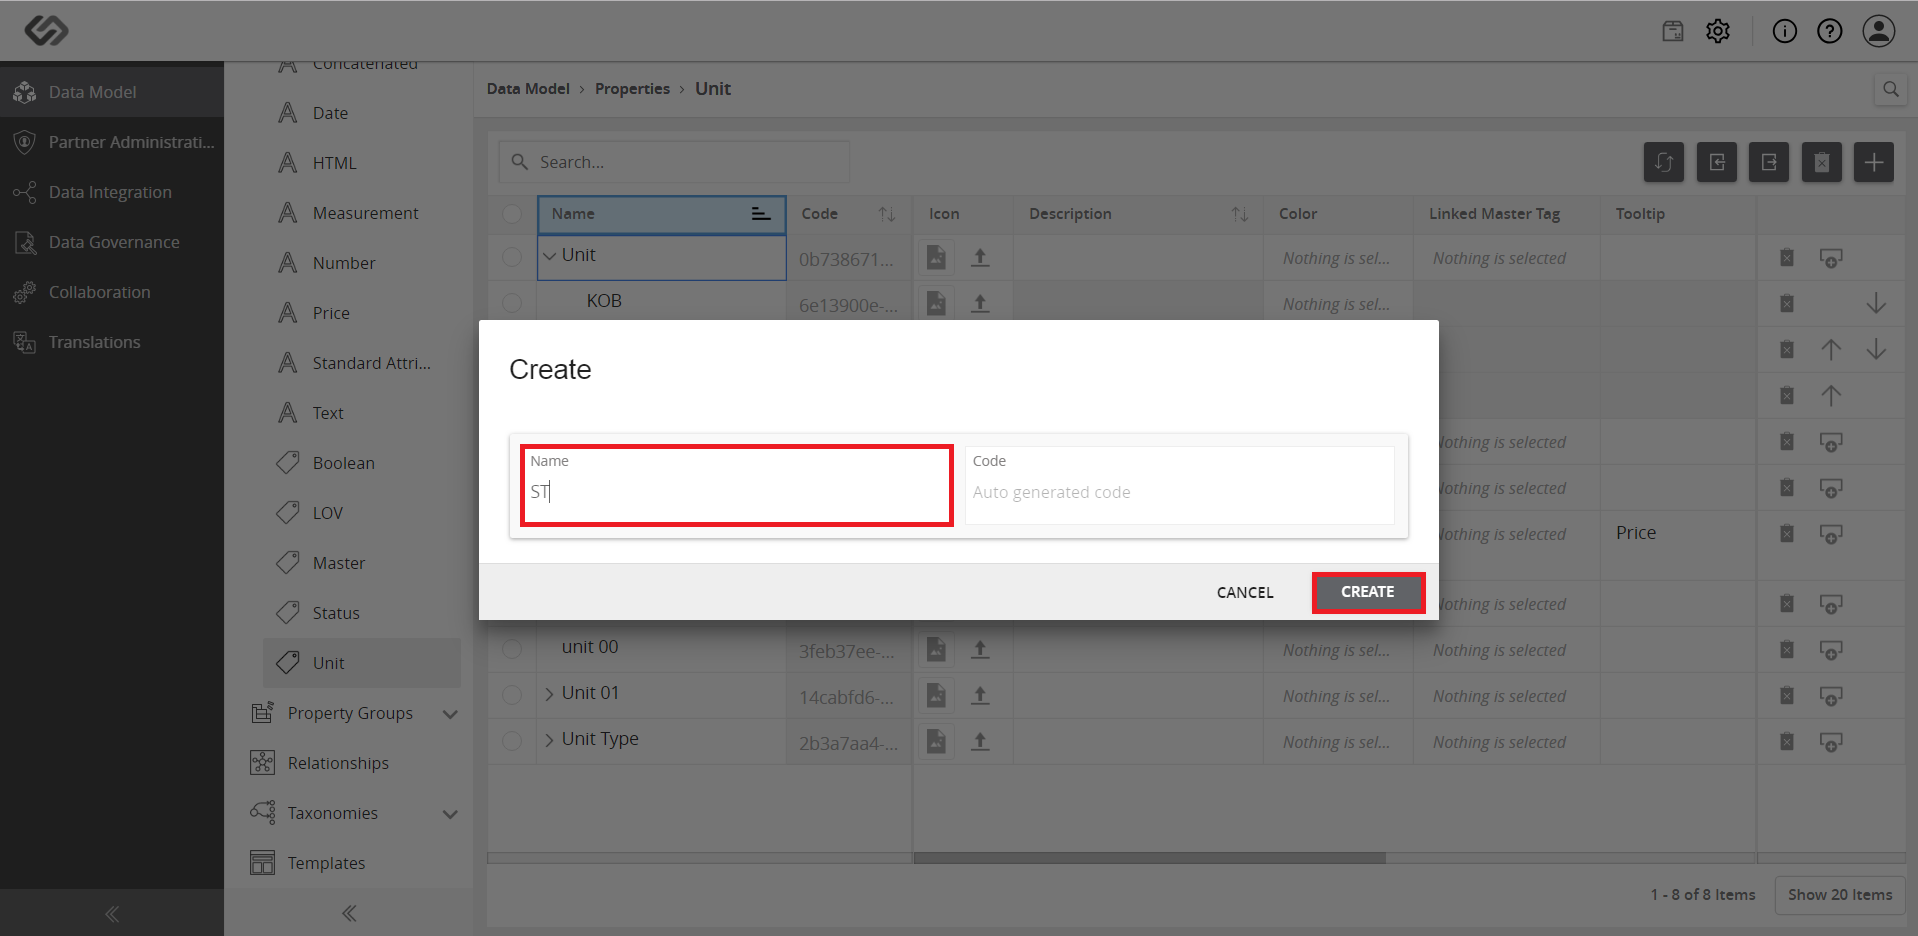 Data Model
Partner Administrati...
Data Integration
Data Governance
Collaboration
Translations
Concatenated
Date
HTML
Measurement
Number
Price
Standard Attri...
Text
Boolean
LOV
Master
Status
Unit
Property Groups
Relationships
Taxonomies
Templates
Data Model › Properties › Unit
Search...
Name Code Icon Description Color Linked Master Tag Tooltip
Unit 0b738671... Nothing is sel... Nothing is selected
KOB 6e13900e-... Nothing is sel...
Nothing is selected
Nothing is selected
Nothing is selected Price
Nothing is selected
Create
Name
ST
Code
Auto generated code
CANCEL
CREATE
unit 00 3feb37ee-... Nothing is sel... Nothing is selected
Unit 01 14cabfd6-... Nothing is sel... Nothing is selected
Unit Type 2b3a7aa4-... Nothing is sel... Nothing is selected
1 - 8 of 8 Items
Show 20 Items